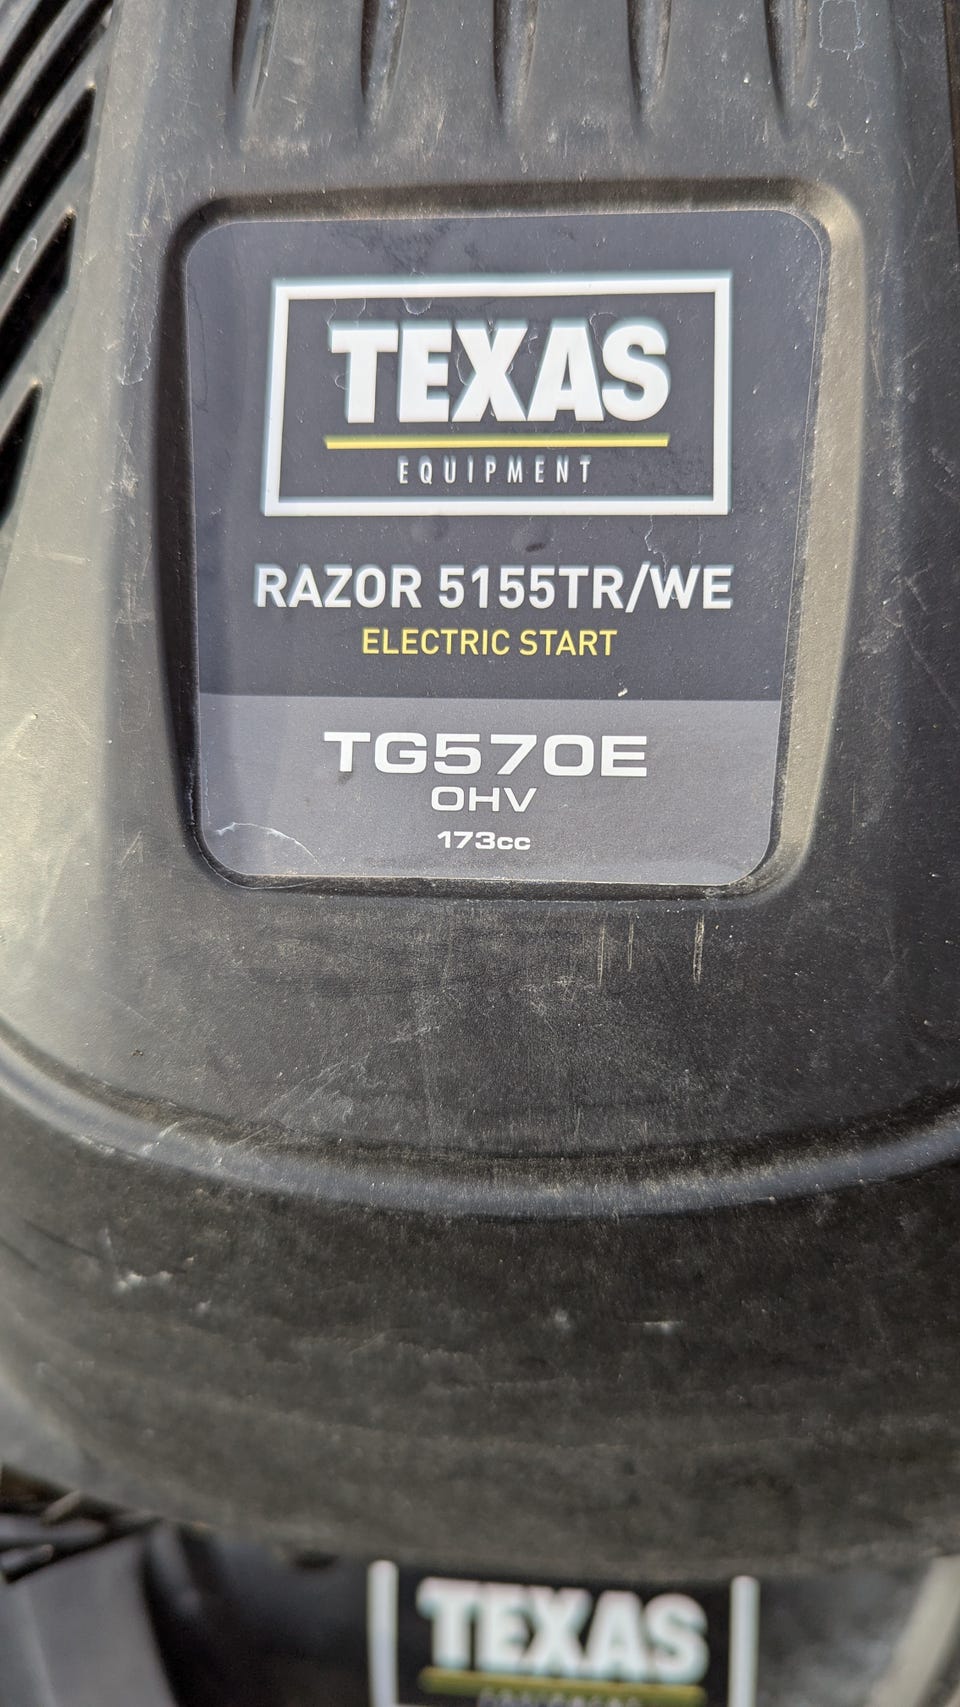 TEXAS
EQUIPMENT
RAZOR 5155TR/WE
ELECTRIC START
TG570E
OHV
173cc
TEXAS